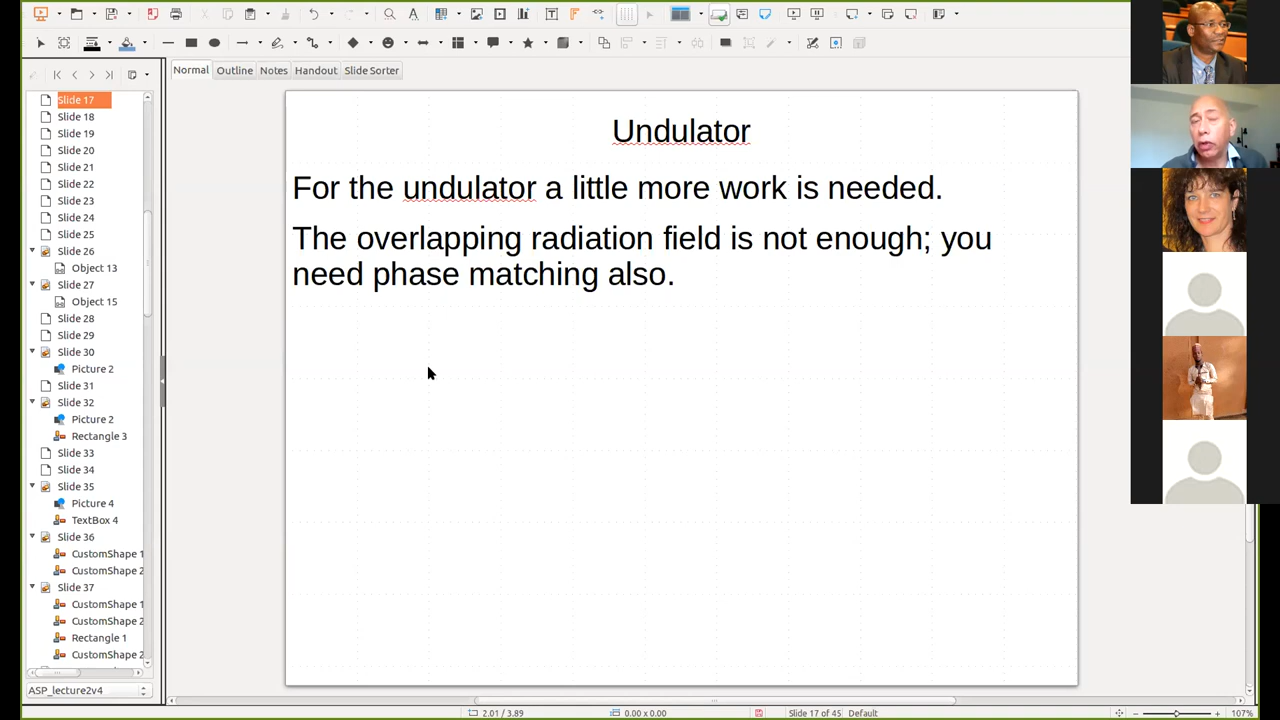 Normal
Outline
Notes
Handout
Slide Sorter
Slide 17
Slide 18
Slide 19
Slide 20
Slide 21
Slide 22
Slide 23
Slide 24
Slide 25
Slide 26
Object 13
Slide 27
Object 15
Slide 28
Slide 29
Slide 30
Picture 2
Slide 31
Slide 32
Picture 2
Rectangle 3
Slide 33
Slide 34
Slide 35
Picture 4
TextBox 4
Slide 36
CustomShape 1
CustomShape 2
Slide 37
CustomShape 1
CustomShape 2
Rectangle 1
CustomShape 2
ASP_lecture2v4
Undulator
For the undulator a little more work is needed.
The overlapping radiation field is not enough; you
need phase matching also.
2.01 / 3.89
0.00 x 0.00
Slide 17 of 45
Default
107%